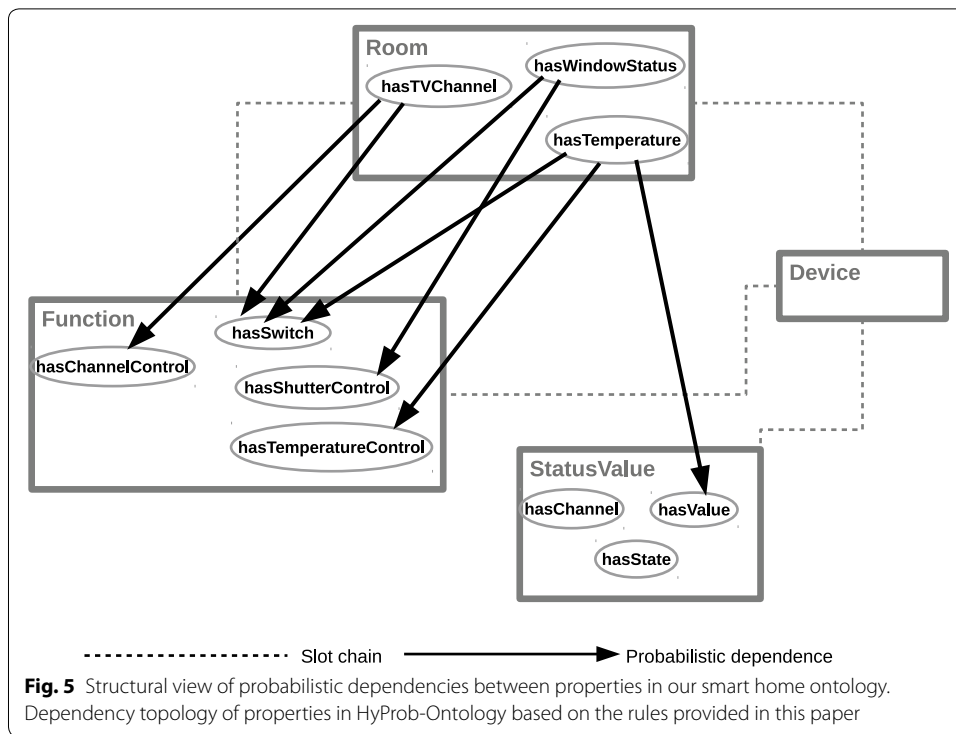 Room
hasWindowStatus
hasTVChannel
hasTemperature
Device
Function
hasSwitch
hasChannelControl
hasShutterControl
hasTemperatureControl
StatusValue
hasChannel
hasValue
hasState
Slot chain
Probabilistic dependence
Fig. 5 Structural view of probabilistic dependencies between properties in our smart home ontology.
Dependency topology of properties in HyProb-Ontology based on the rules provided in this paper